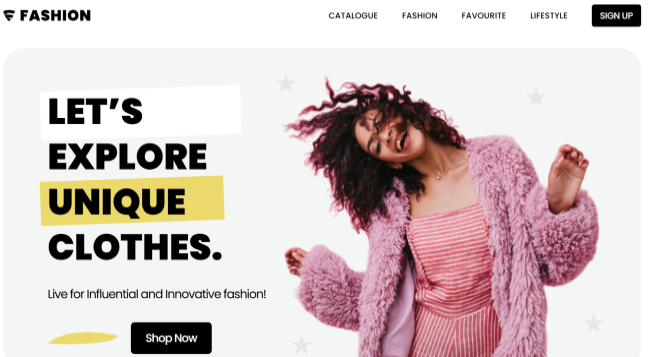 FASHION
CATALOGUE FASHION FAVOURITE LIFESTYLE SIGN UP
LET’S
EXPLORE
UNIQUE
CLOTHES.
Live for Influential and Innovative fashion!
Shop Now